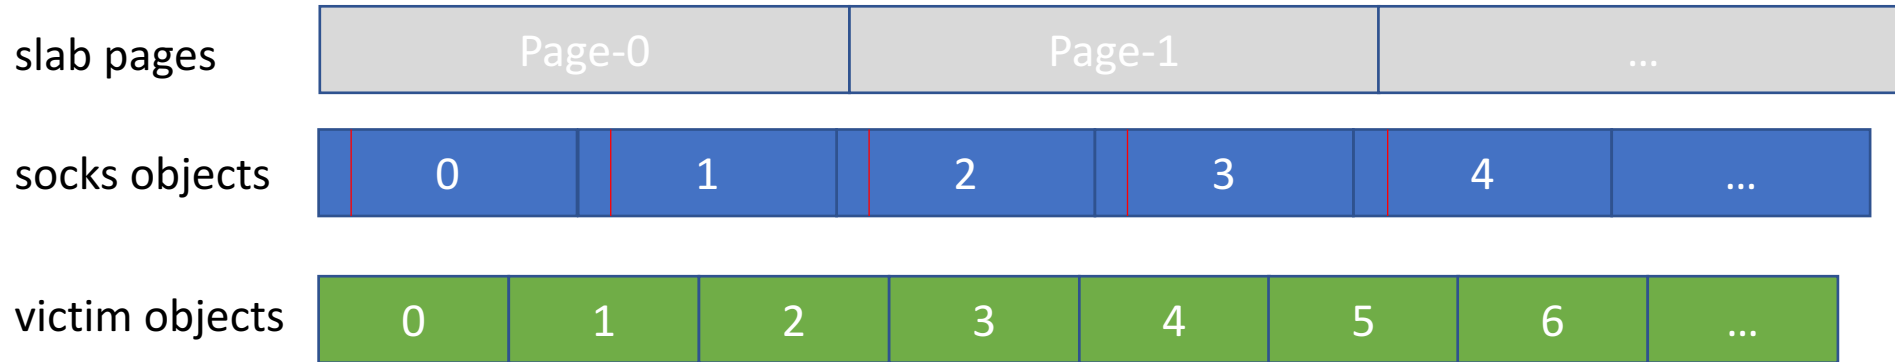 slab pages Page-0 Page-1 ...
socks objects 0 1 2 3 4 ...
victim objects 0 1 2 3 4 5 6 ...